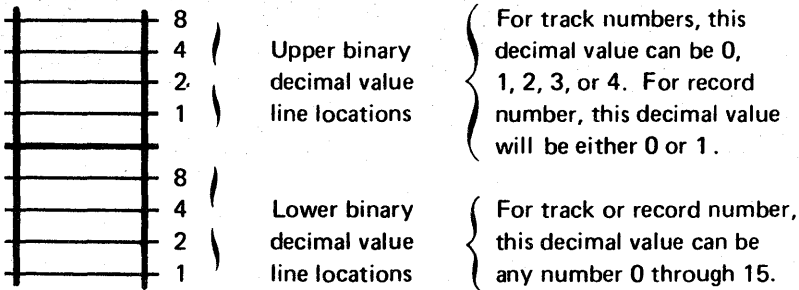 8
4
2
1
Upper binary
decimal value
line locations
For track numbers, this
decimal value can be 0,
1, 2, 3, or 4. For record
number, this decimal value
will be either 0 or 1.
8
4
2
1
Lower binary
decimal value
line locations
For track or record number,
this decimal value can be
any number 0 through 15.